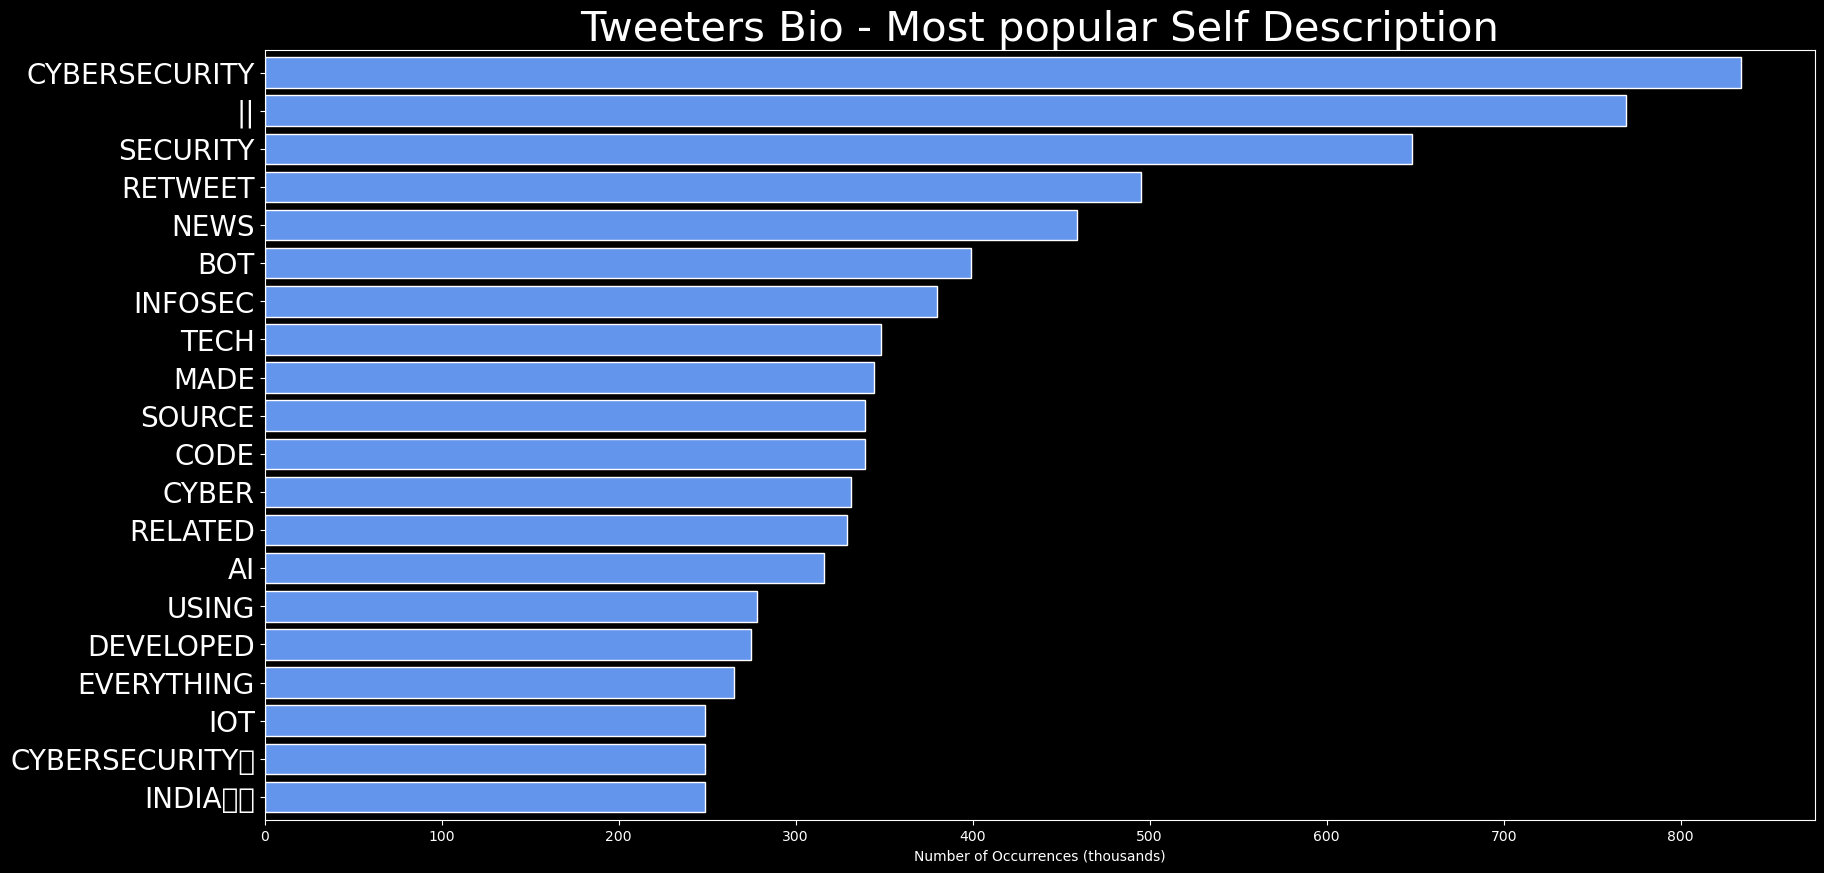 Tweeters Bio - Most popular Self Description
CYBERSECURITY
||
SECURITY
RETWEET
NEWS
BOT
INFOSEC
TECH
MADE
SOURCE
CODE
CYBER
RELATED
AI
USING
DEVELOPED
EVERYTHING
IOT
CYBERSECURITY▯
INDIA▯▯
0 100 200 300 400 500 600 700 800
Number of Occurrences (thousands)